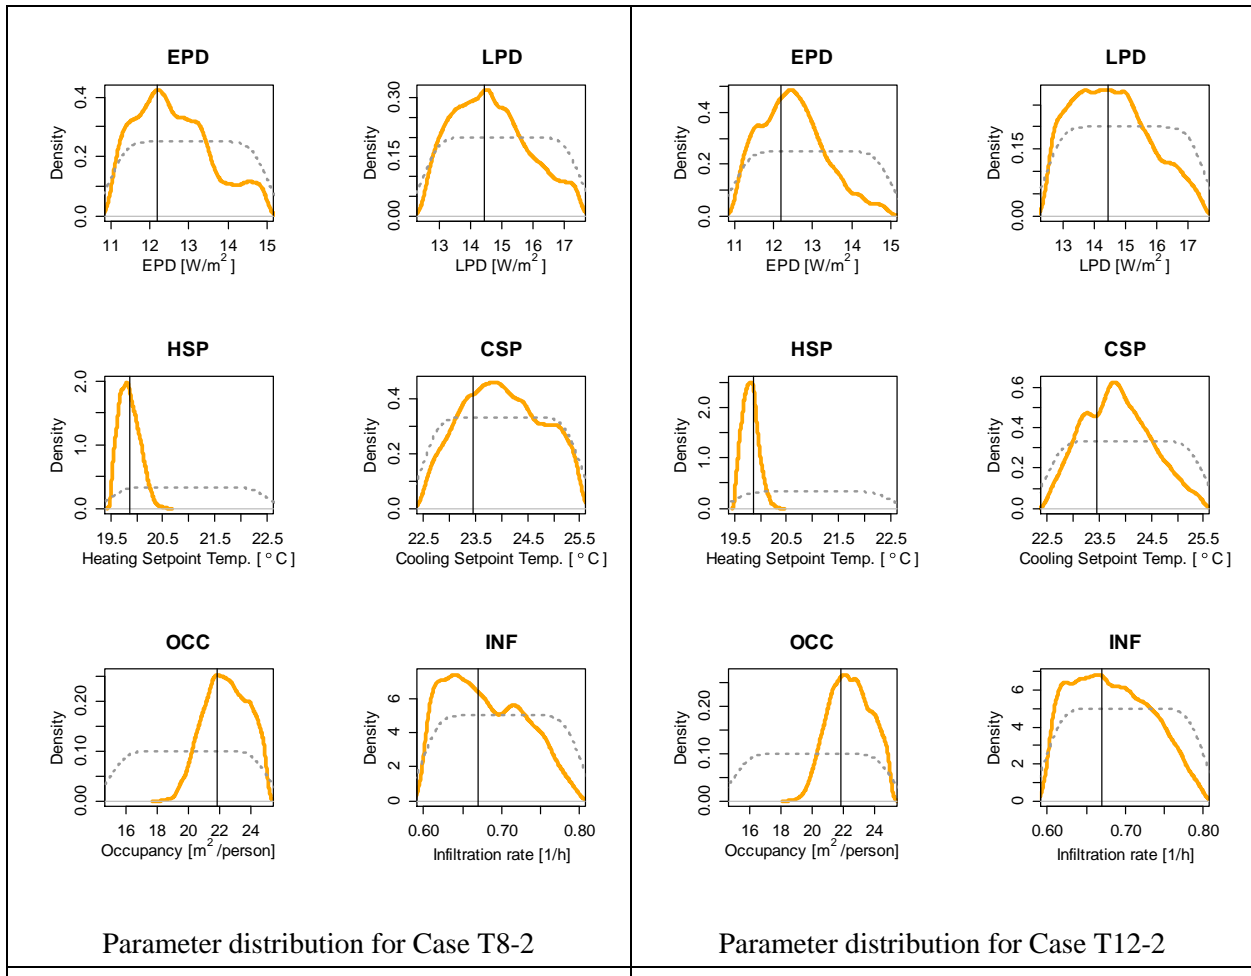 EPD
Density
0.0 0.2 0.4
11 12 13 14 15
EPD [W/m² ]
LPD
Density
0.00 0.15 0.30
13 14 15 16 17
LPD [W/m² ]
HSP
Density
0.0 1.0 2.0
19.5 20.5 21.5 22.5
Heating Setpoint Temp. [ ° C ]
CSP
Density
0.0 0.2 0.4
22.5 23.5 24.5 25.5
Cooling Setpoint Temp. [ ° C ]
OCC
Density
0.00 0.10 0.20
16 18 20 22 24
Occupancy [m² /person]
INF
Density
0 2 4 6
0.60 0.70 0.80
Infiltration rate [1/h]
Parameter distribution for Case T8-2
EPD
Density
0.0 0.2 0.4
11 12 13 14 15
EPD [W/m² ]
LPD
Density
0.00 0.15
13 14 15 16 17
LPD [W/m² ]
HSP
Density
0.0 1.0 2.0
19.5 20.5 21.5 22.5
Heating Setpoint Temp. [ ° C ]
CSP
Density
0.0 0.2 0.4 0.6
22.5 23.5 24.5 25.5
Cooling Setpoint Temp. [ ° C ]
OCC
Density
0.00 0.10 0.20
16 18 20 22 24
Occupancy [m² /person]
INF
Density
0 2 4 6
0.60 0.70 0.80
Infiltration rate [1/h]
Parameter distribution for Case T12-2